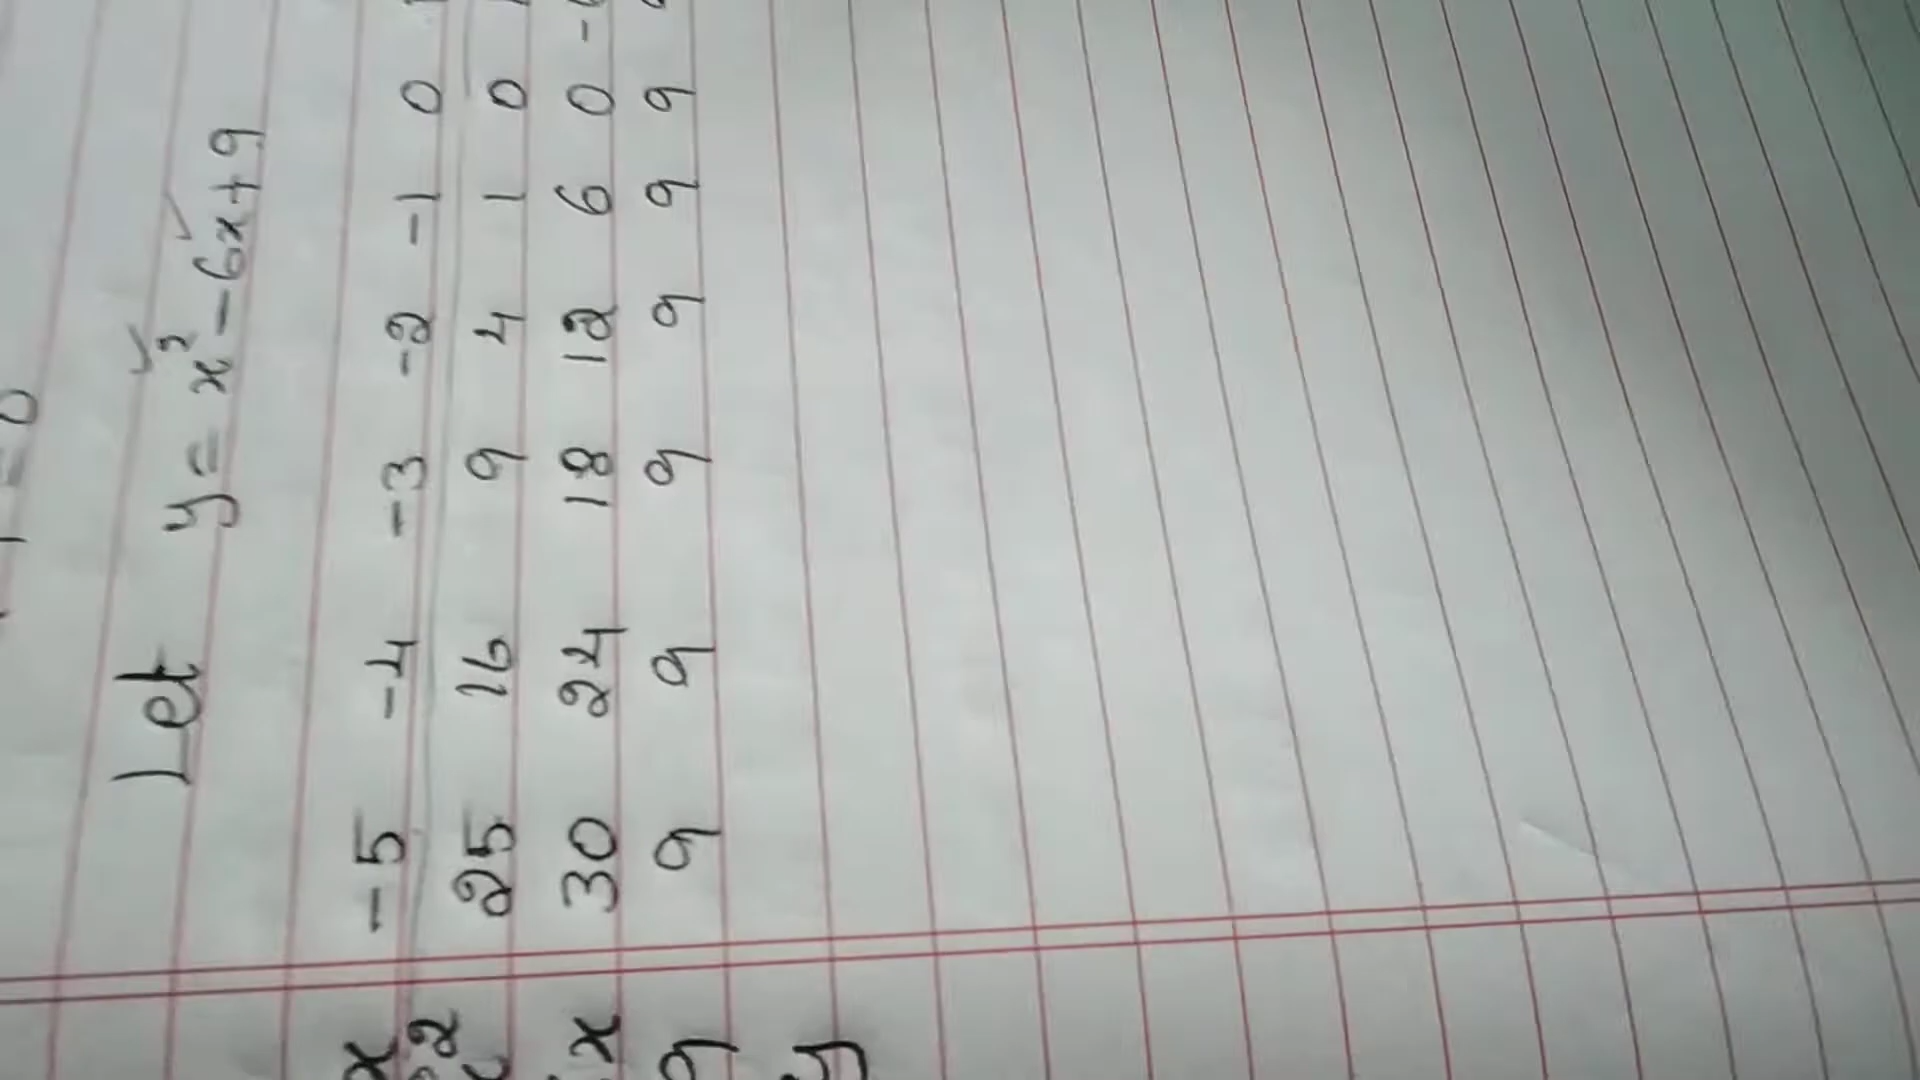 = 0
Let y = x² - 6x + 9
x -5 -4 -3 -2 -1 0
x² 25 16 9 4 1 0
x 30 24 18 12 6 0 -
9 9 9 9 9 9 9
y